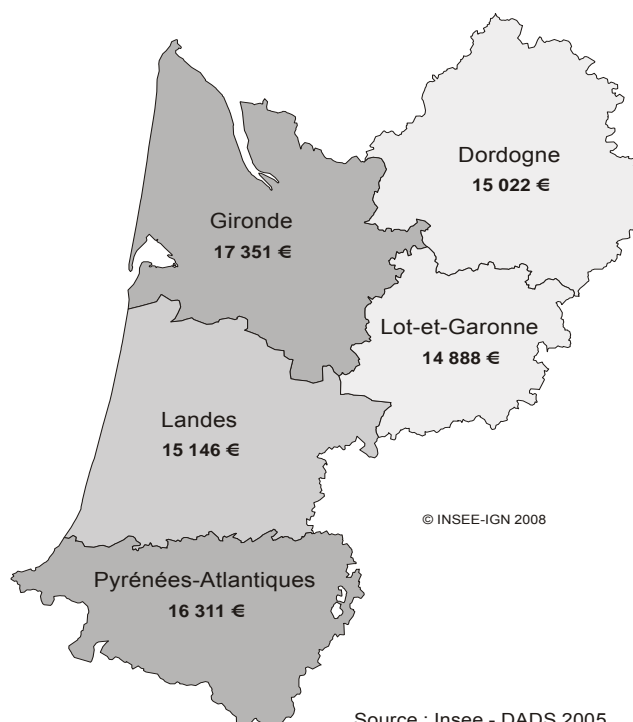 Dordogne
15 022 €
Gironde
17 351 €
Lot-et-Garonne
14 888 €
Landes
15 146 €
© INSEE-IGN 2008
Pyrénées-Atlantiques
16 311 €
Source : Insee - DADS 2005